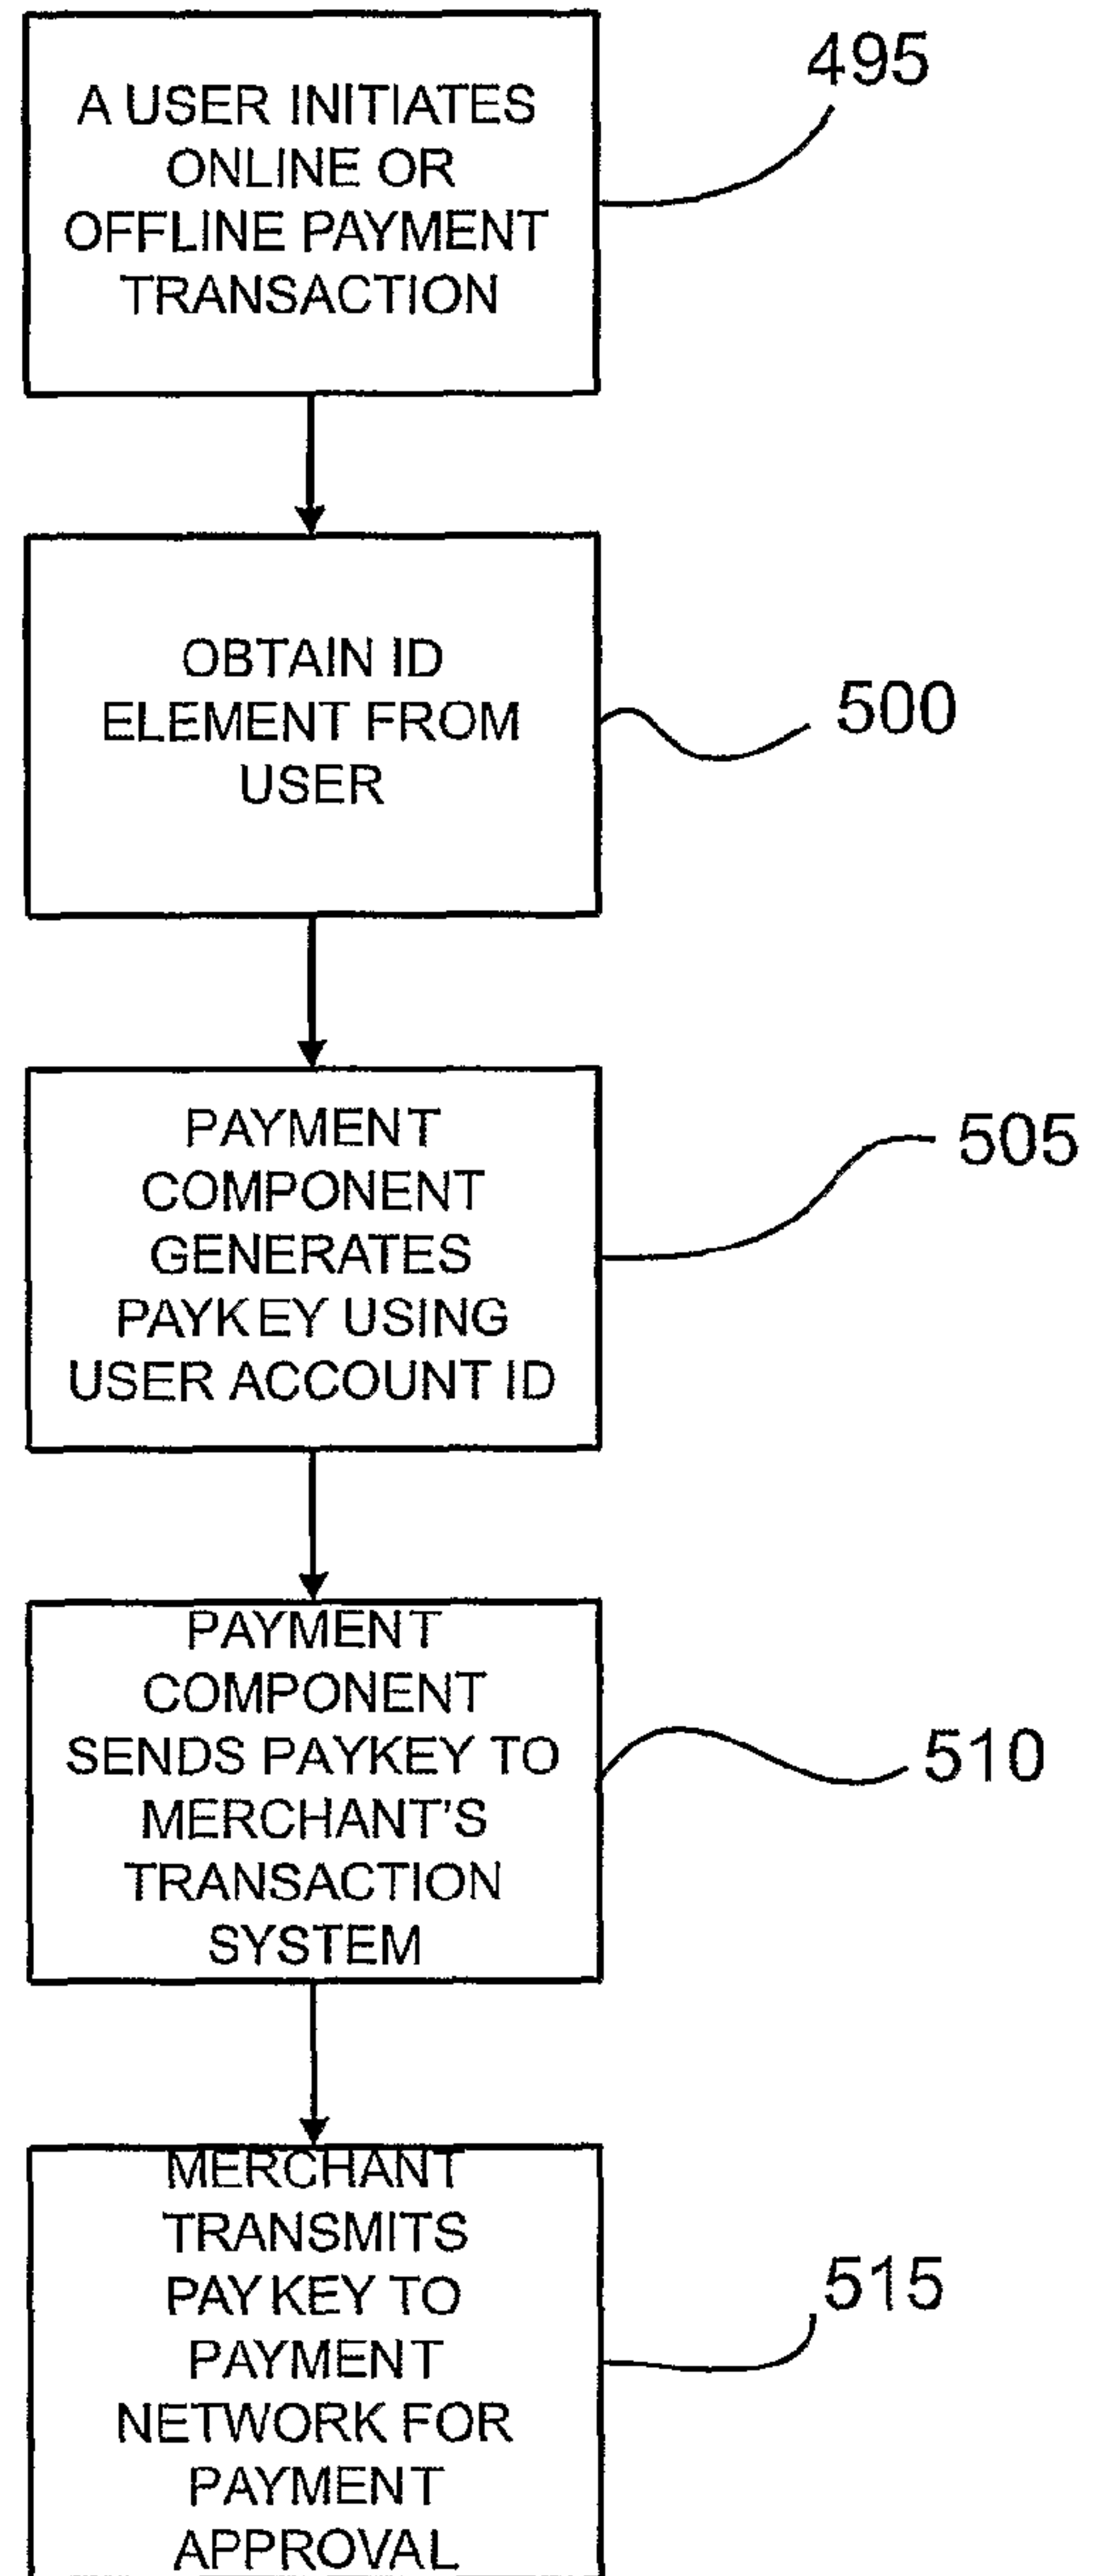 A USER INITIATES
ONLINE OR
OFFLINE PAYMENT
TRANSACTION
495
OBTAIN ID
ELEMENT FROM
USER
500
PAYMENT
COMPONENT
GENERATES
PAYKEY USING
USER ACCOUNT ID
505
PAYMENT
COMPONENT
SENDS PAYKEY TO
MERCHANT'S
TRANSACTION
SYSTEM
510
MERCHANT
TRANSMITS
PAYKEY TO
PAYMENT
NETWORK FOR
PAYMENT
APPROVAL
515